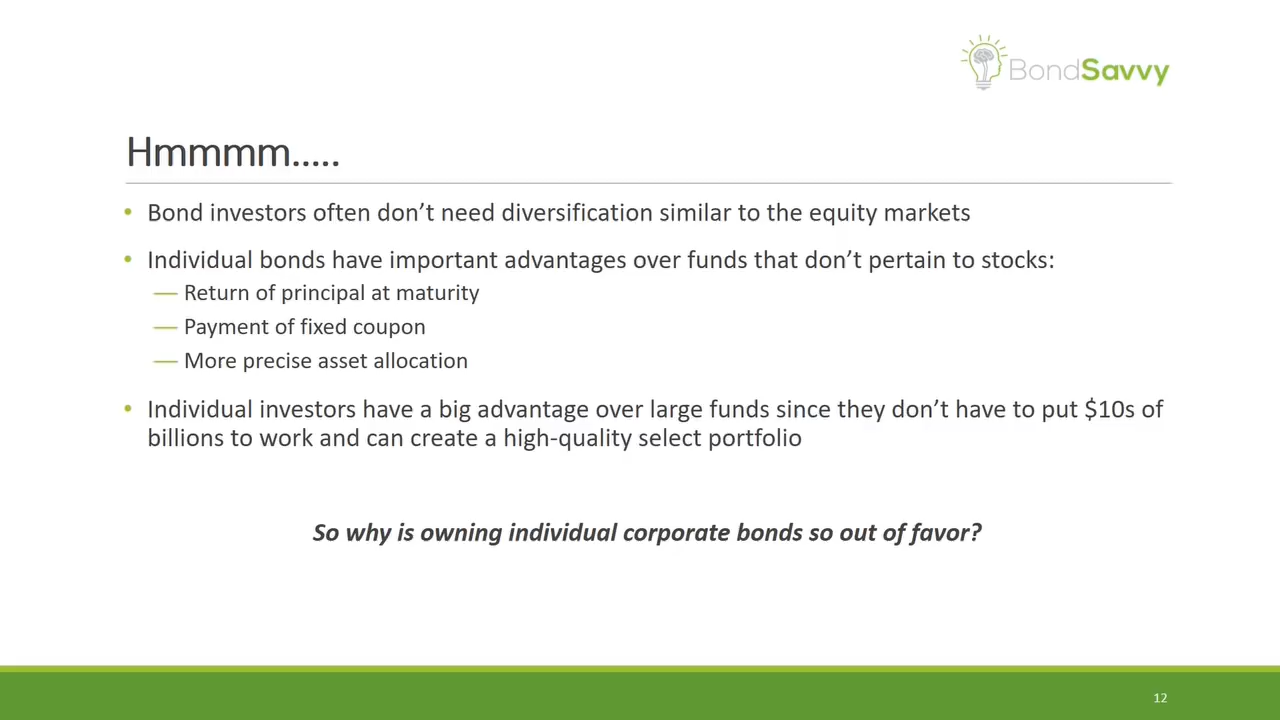 BondSavvy
Hmmmm.....
• Bond investors often don’t need diversification similar to the equity markets
• Individual bonds have important advantages over funds that don’t pertain to stocks:
— Return of principal at maturity
— Payment of fixed coupon
— More precise asset allocation
• Individual investors have a big advantage over large funds since they don’t have to put $10s of
billions to work and can create a high-quality select portfolio
So why is owning individual corporate bonds so out of favor?
12